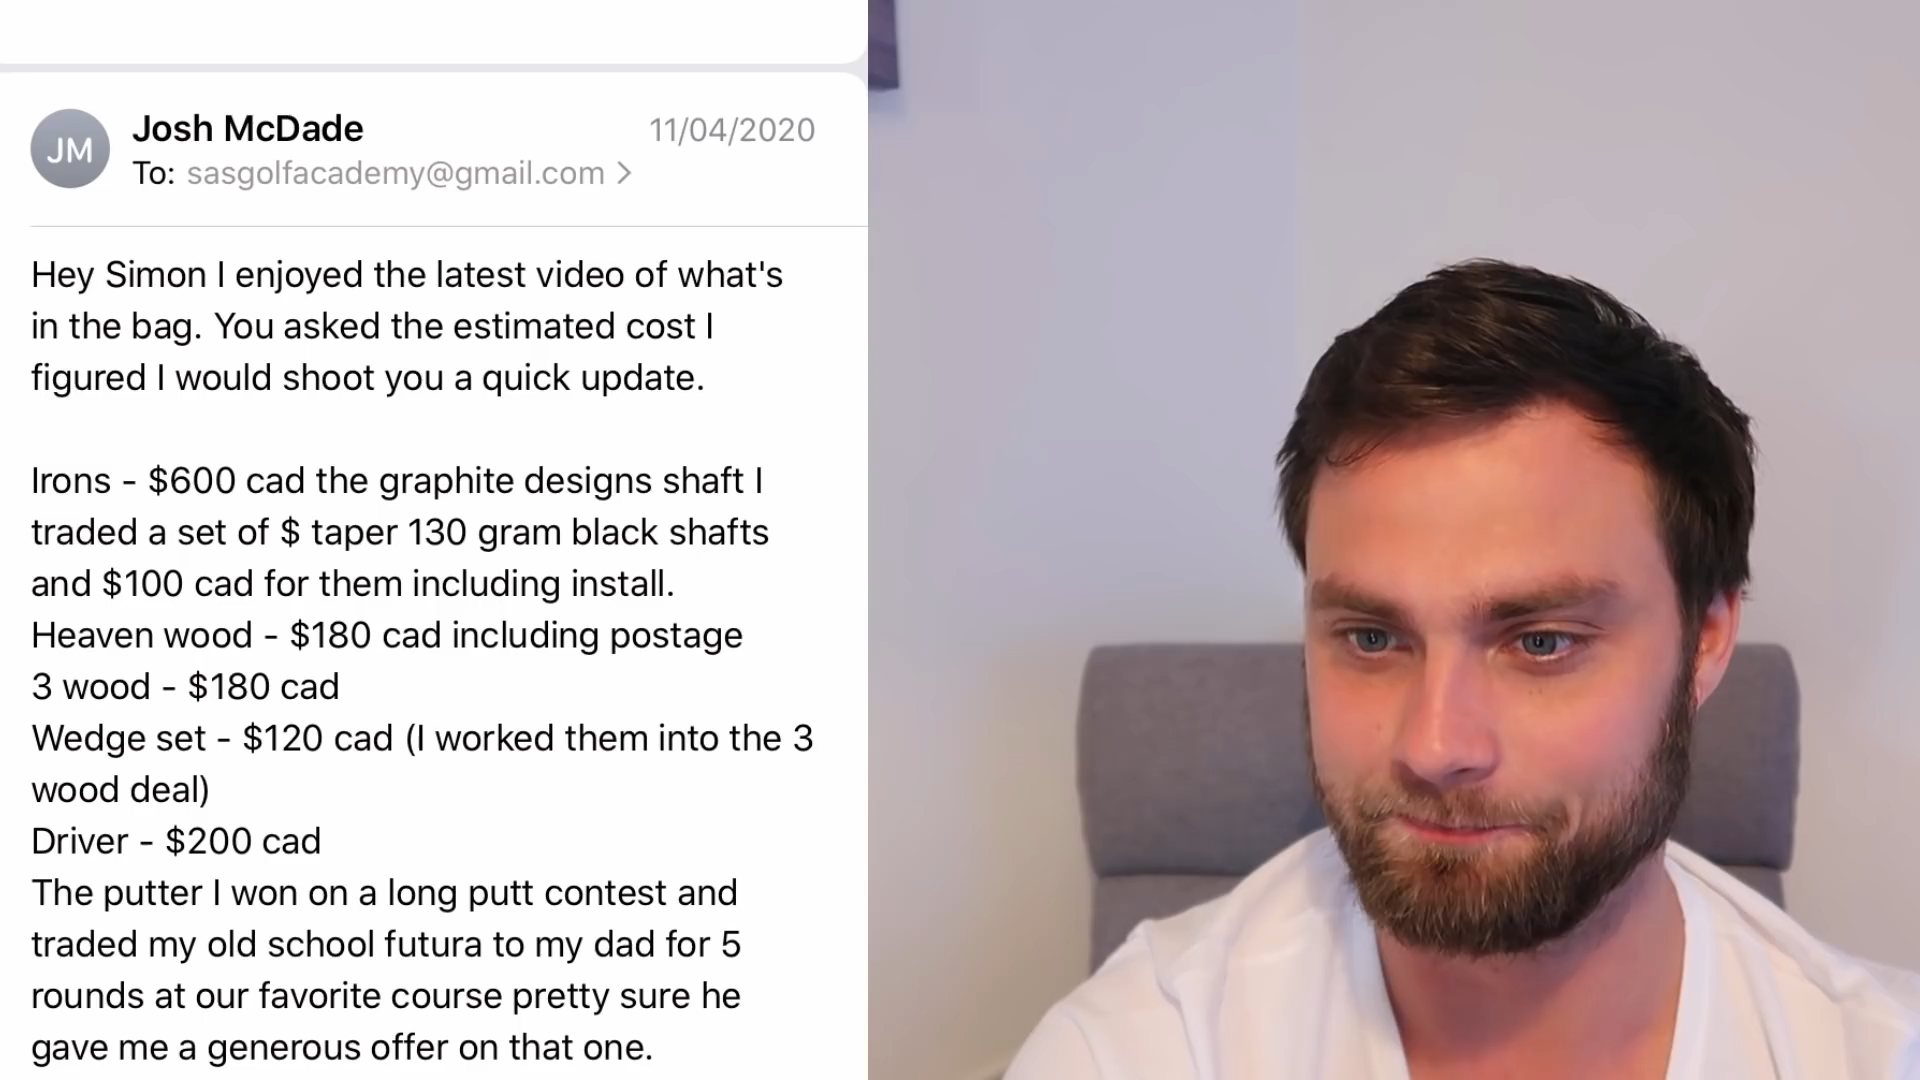 JM
Josh McDade
11/04/2020
To: sasgolfacademy@gmail.com >
Hey Simon I enjoyed the latest video of what's
in the bag. You asked the estimated cost I
figured I would shoot you a quick update.
Irons - $600 cad the graphite designs shaft I
traded a set of $ taper 130 gram black shafts
and $100 cad for them including install.
Heaven wood - $180 cad including postage
3 wood - $180 cad
Wedge set - $120 cad (I worked them into the 3
wood deal)
Driver - $200 cad
The putter I won on a long putt contest and
traded my old school futura to my dad for 5
rounds at our favorite course pretty sure he
gave me a generous offer on that one.